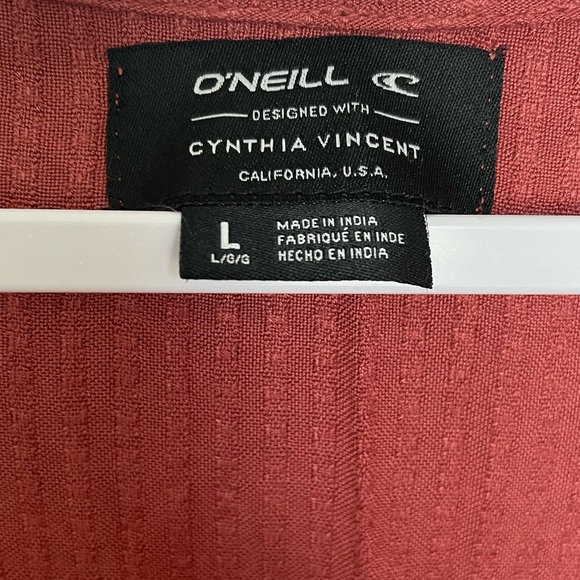 O'NEILL
DESIGNED WITH
CYNTHIA VINCENT
CALIFORNIA, U.S.A.
L
L/G/G
MADE IN INDIA
FABRIQUÉ EN INDE
HECHO EN INDIA